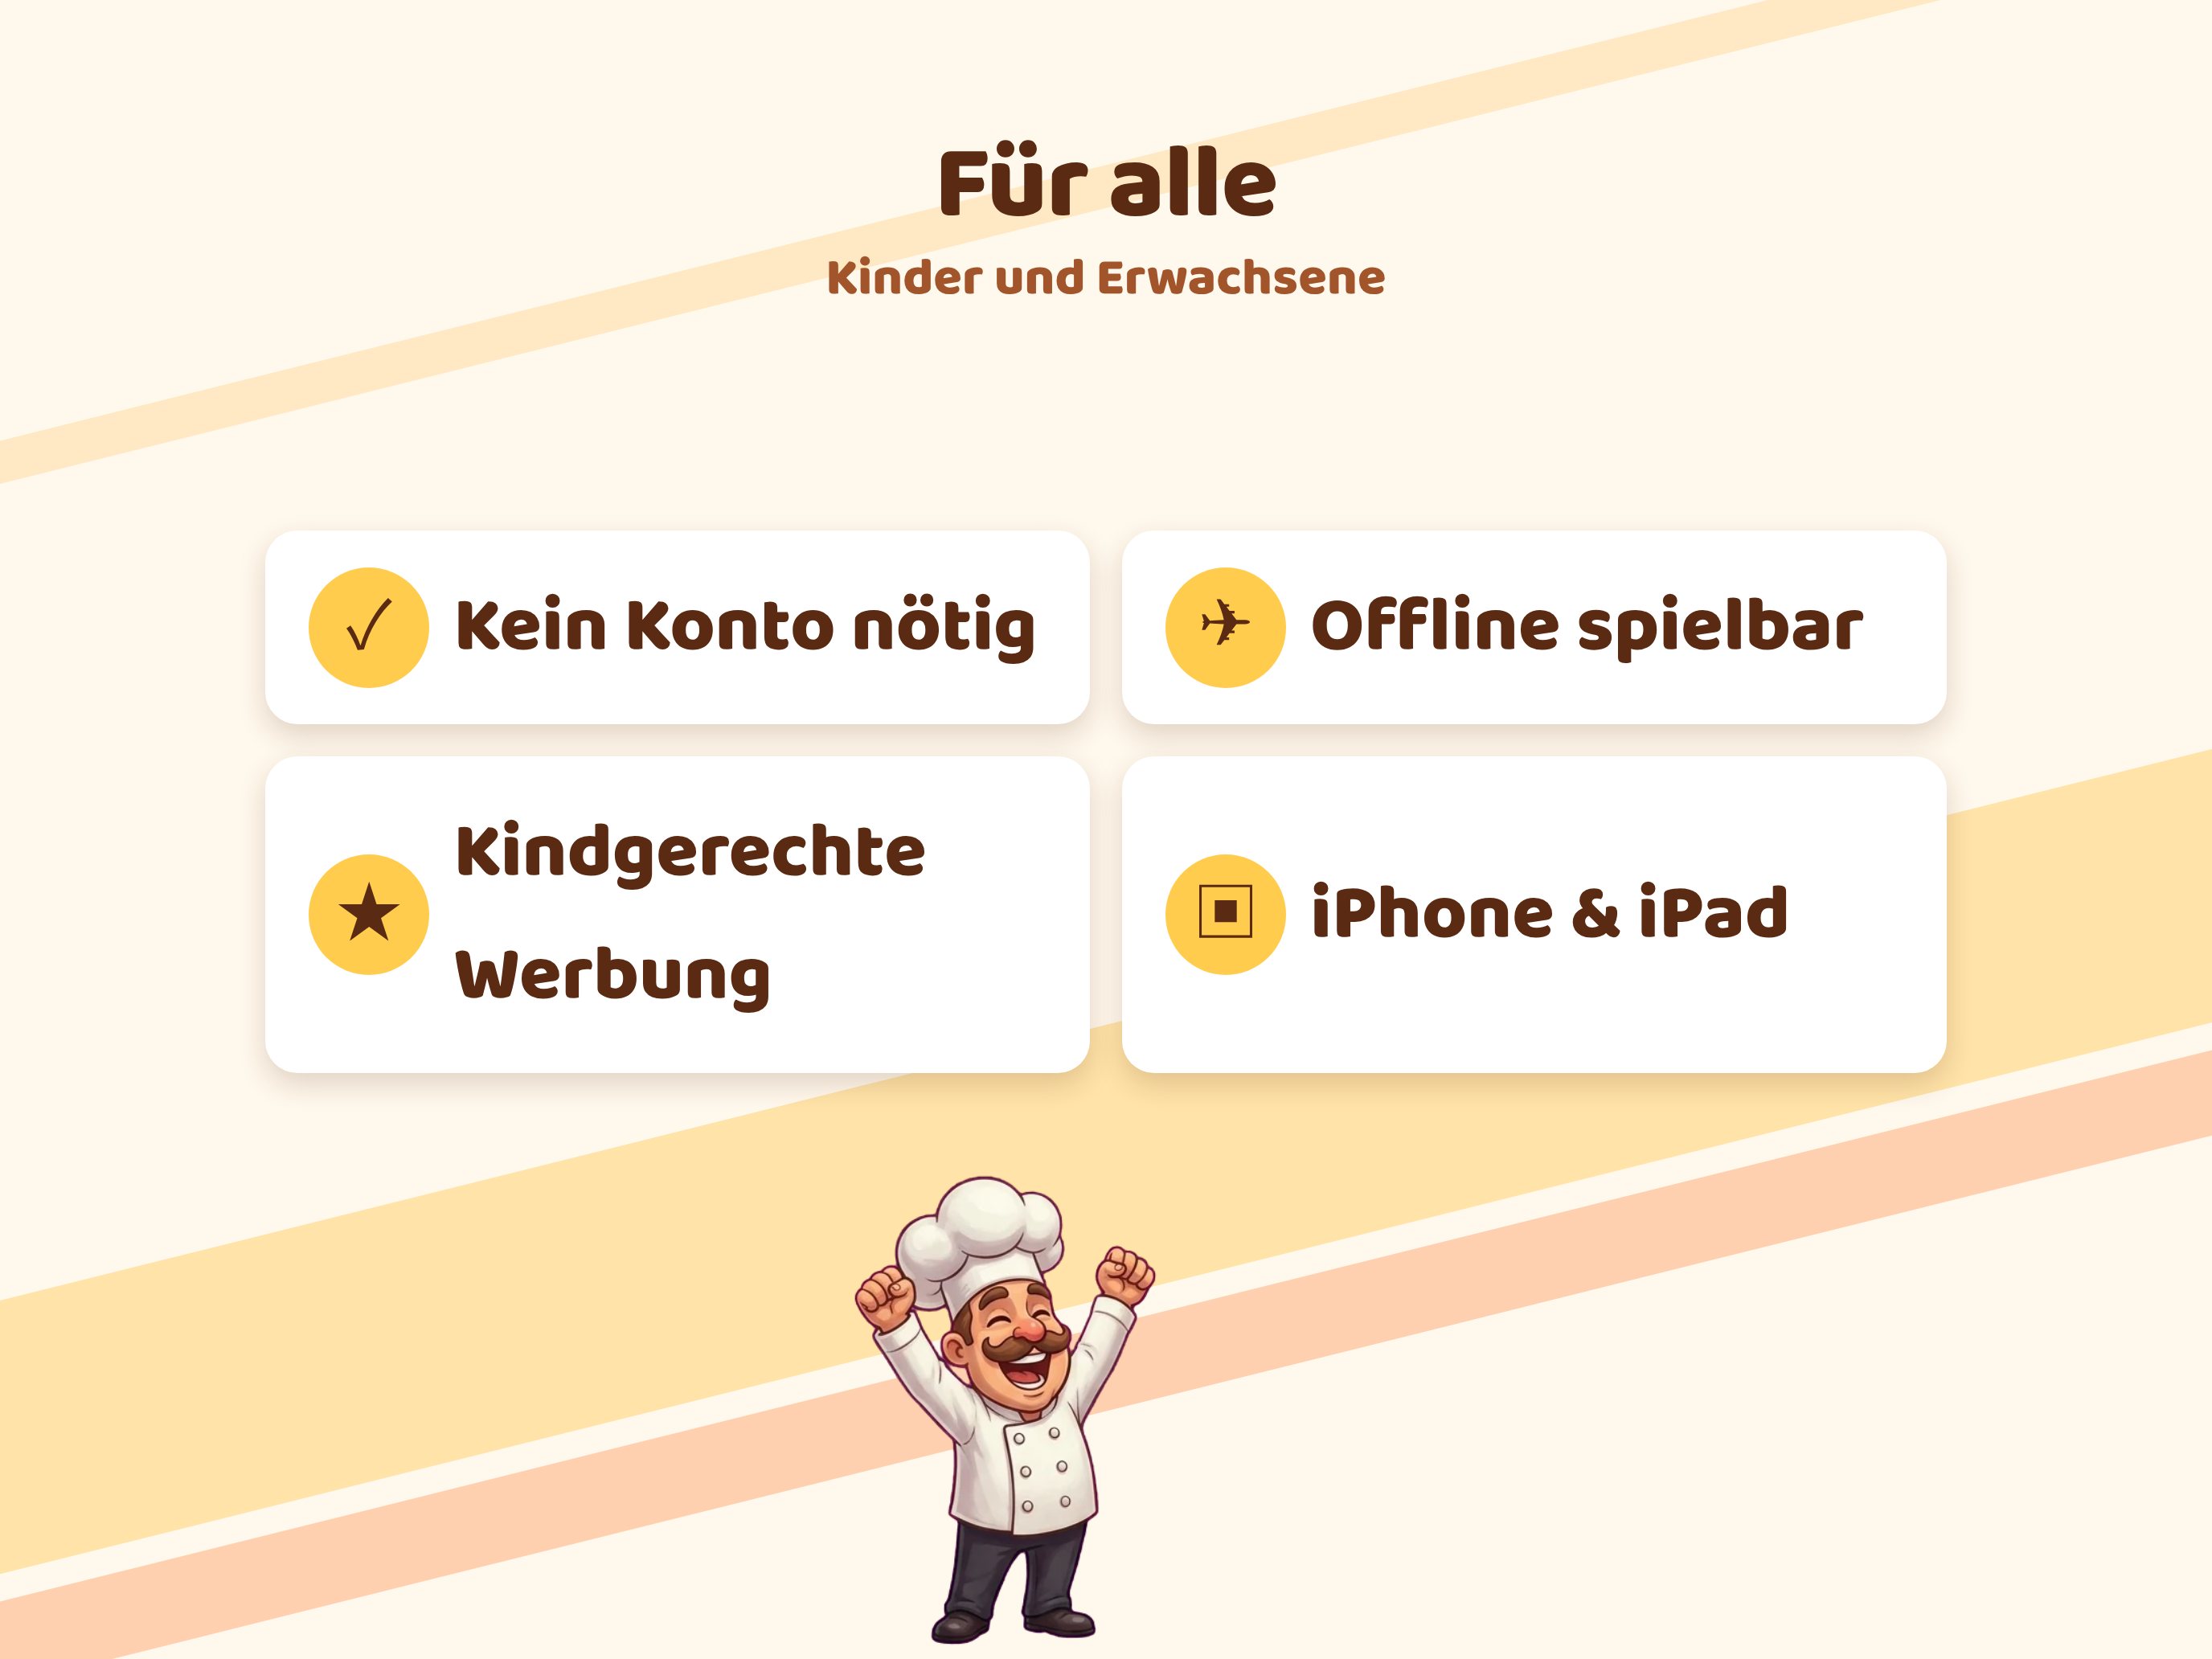 Für alle
Kinder und Erwachsene
Kein Konto nötig
Offline spielbar
Kindgerechte
Werbung
iPhone & iPad